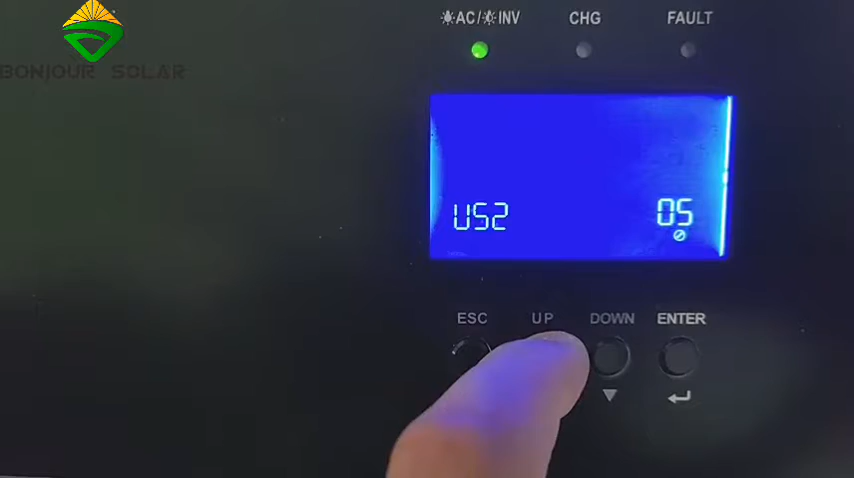 AC/ INV CHG FAULT
BONJOUR SOLAR
US2 05
ESC UP DOWN ENTER